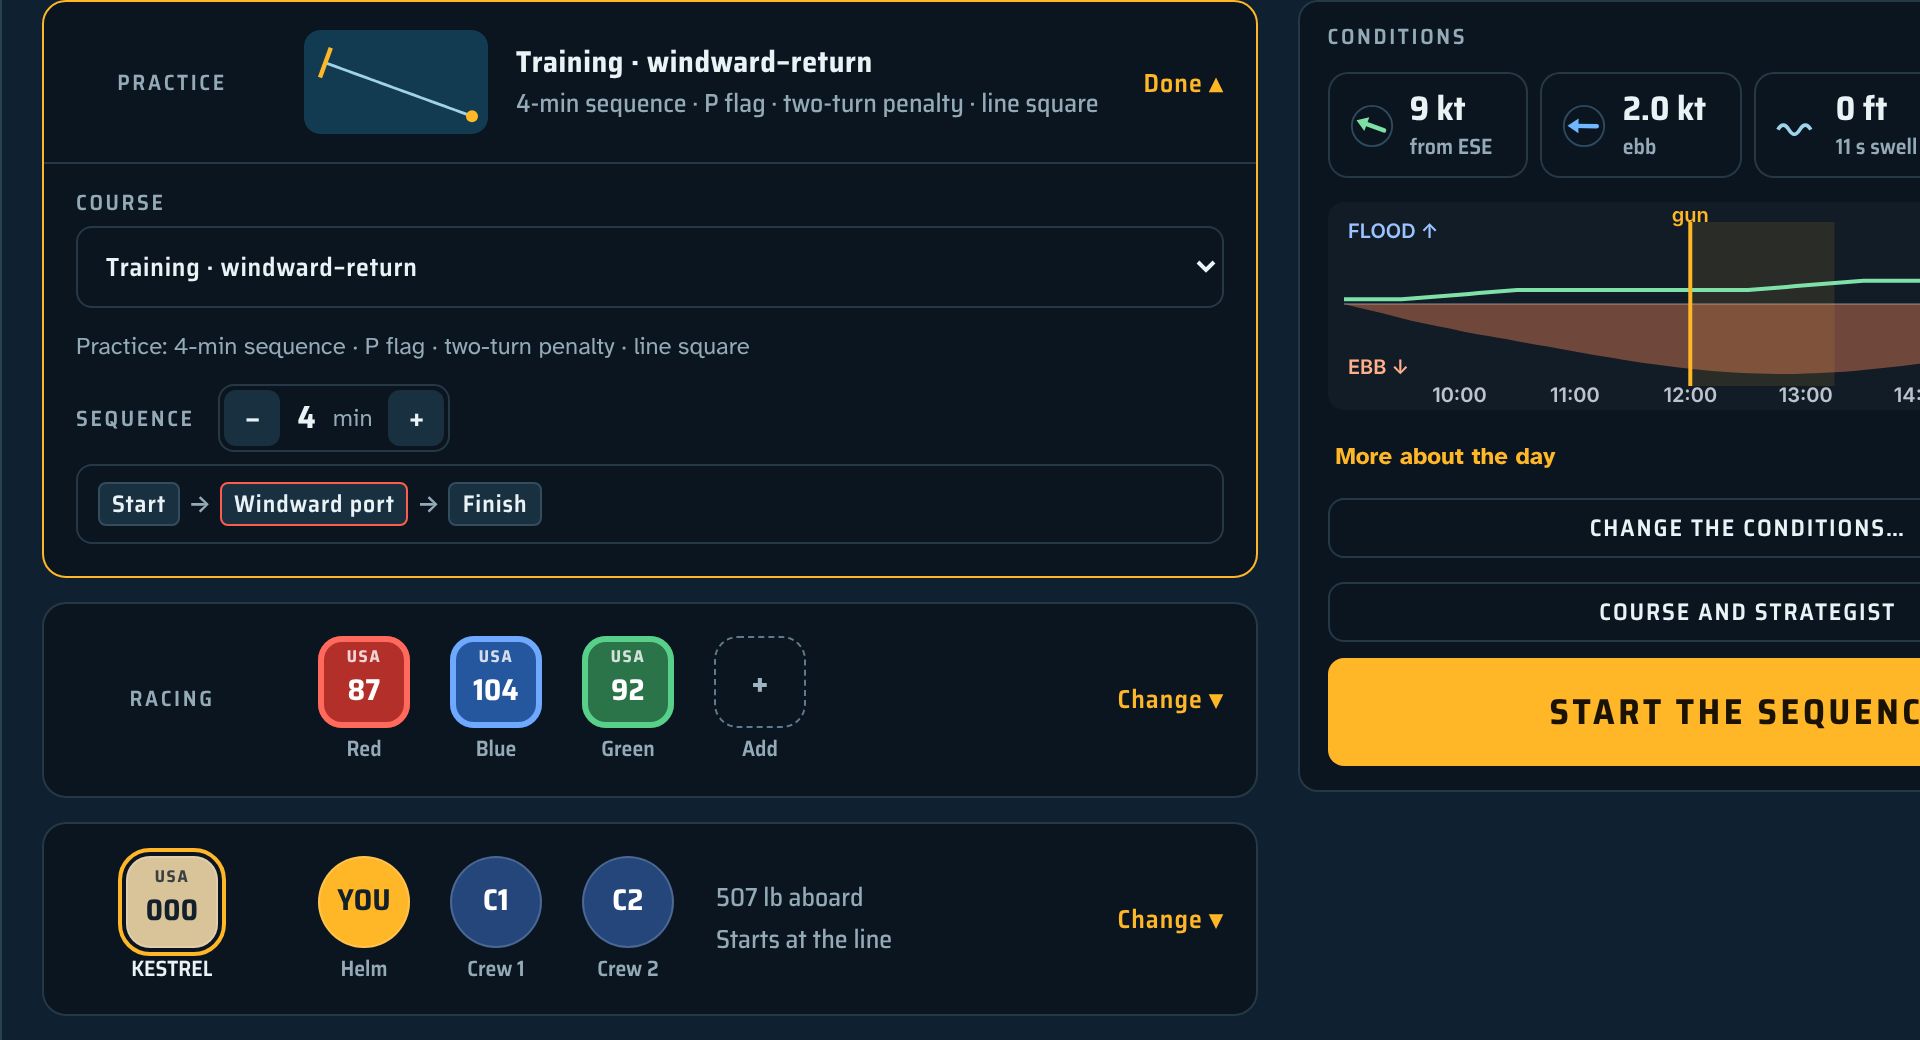 PRACTICE
Training · windward–return
4-min sequence · P flag · two-turn penalty · line square
Done ▲
COURSE
Training · windward–return
Practice: 4-min sequence · P flag · two-turn penalty · line square
SEQUENCE
– 4 min +
Start → Windward port → Finish
RACING
USA
87
Red
USA
104
Blue
USA
92
Green
+
Add
Change ▼
USA
000
KESTREL
YOU
Helm
C1
Crew 1
C2
Crew 2
507 lb aboard
Starts at the line
Change ▼
CONDITIONS
9 kt
from ESE
2.0 kt
ebb
0 ft
11 s swell
gun
FLOOD ↑
EBB ↓
10:00 11:00 12:00 13:00 14:
More about the day
CHANGE THE CONDITIONS...
COURSE AND STRATEGIST
START THE SEQUENC